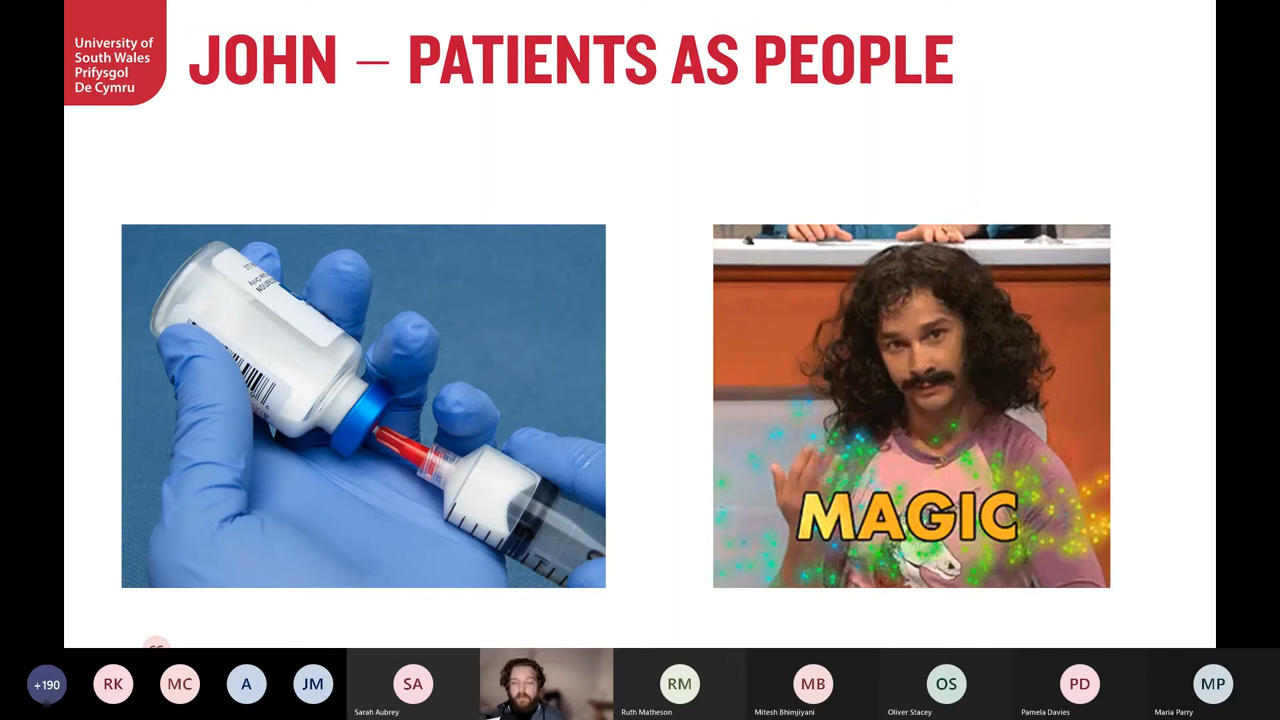 University of
South Wales
Prifysgol
De Cymru
JOHN – PATIENTS AS PEOPLE
MAGIC
+190
RK
MC
A
JM
SA
RM
MB
OS
PD
MP
Sarah Aubrey
Ruth Matheson
Mitesh Bhimjiyani
Oliver Stacey
Pamela Davies
Maria Parry